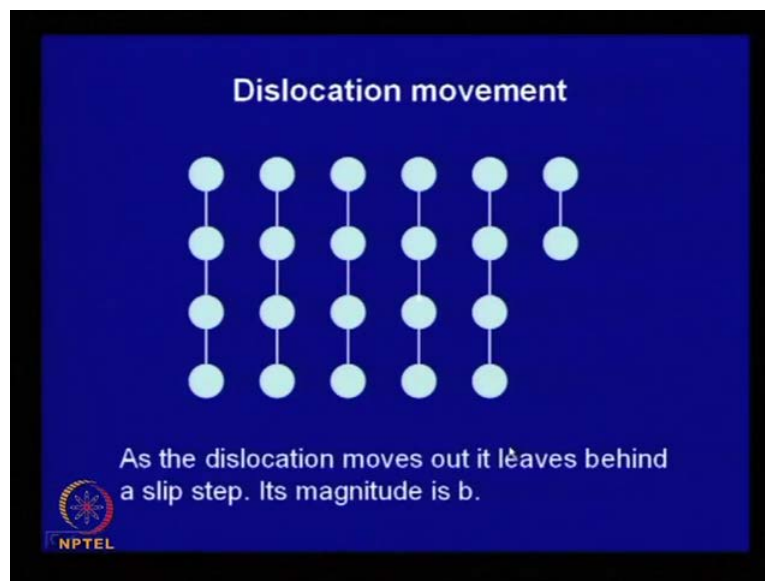 Dislocation movement
As the dislocation moves out it leaves behind
a slip step. Its magnitude is b.
NPTEL